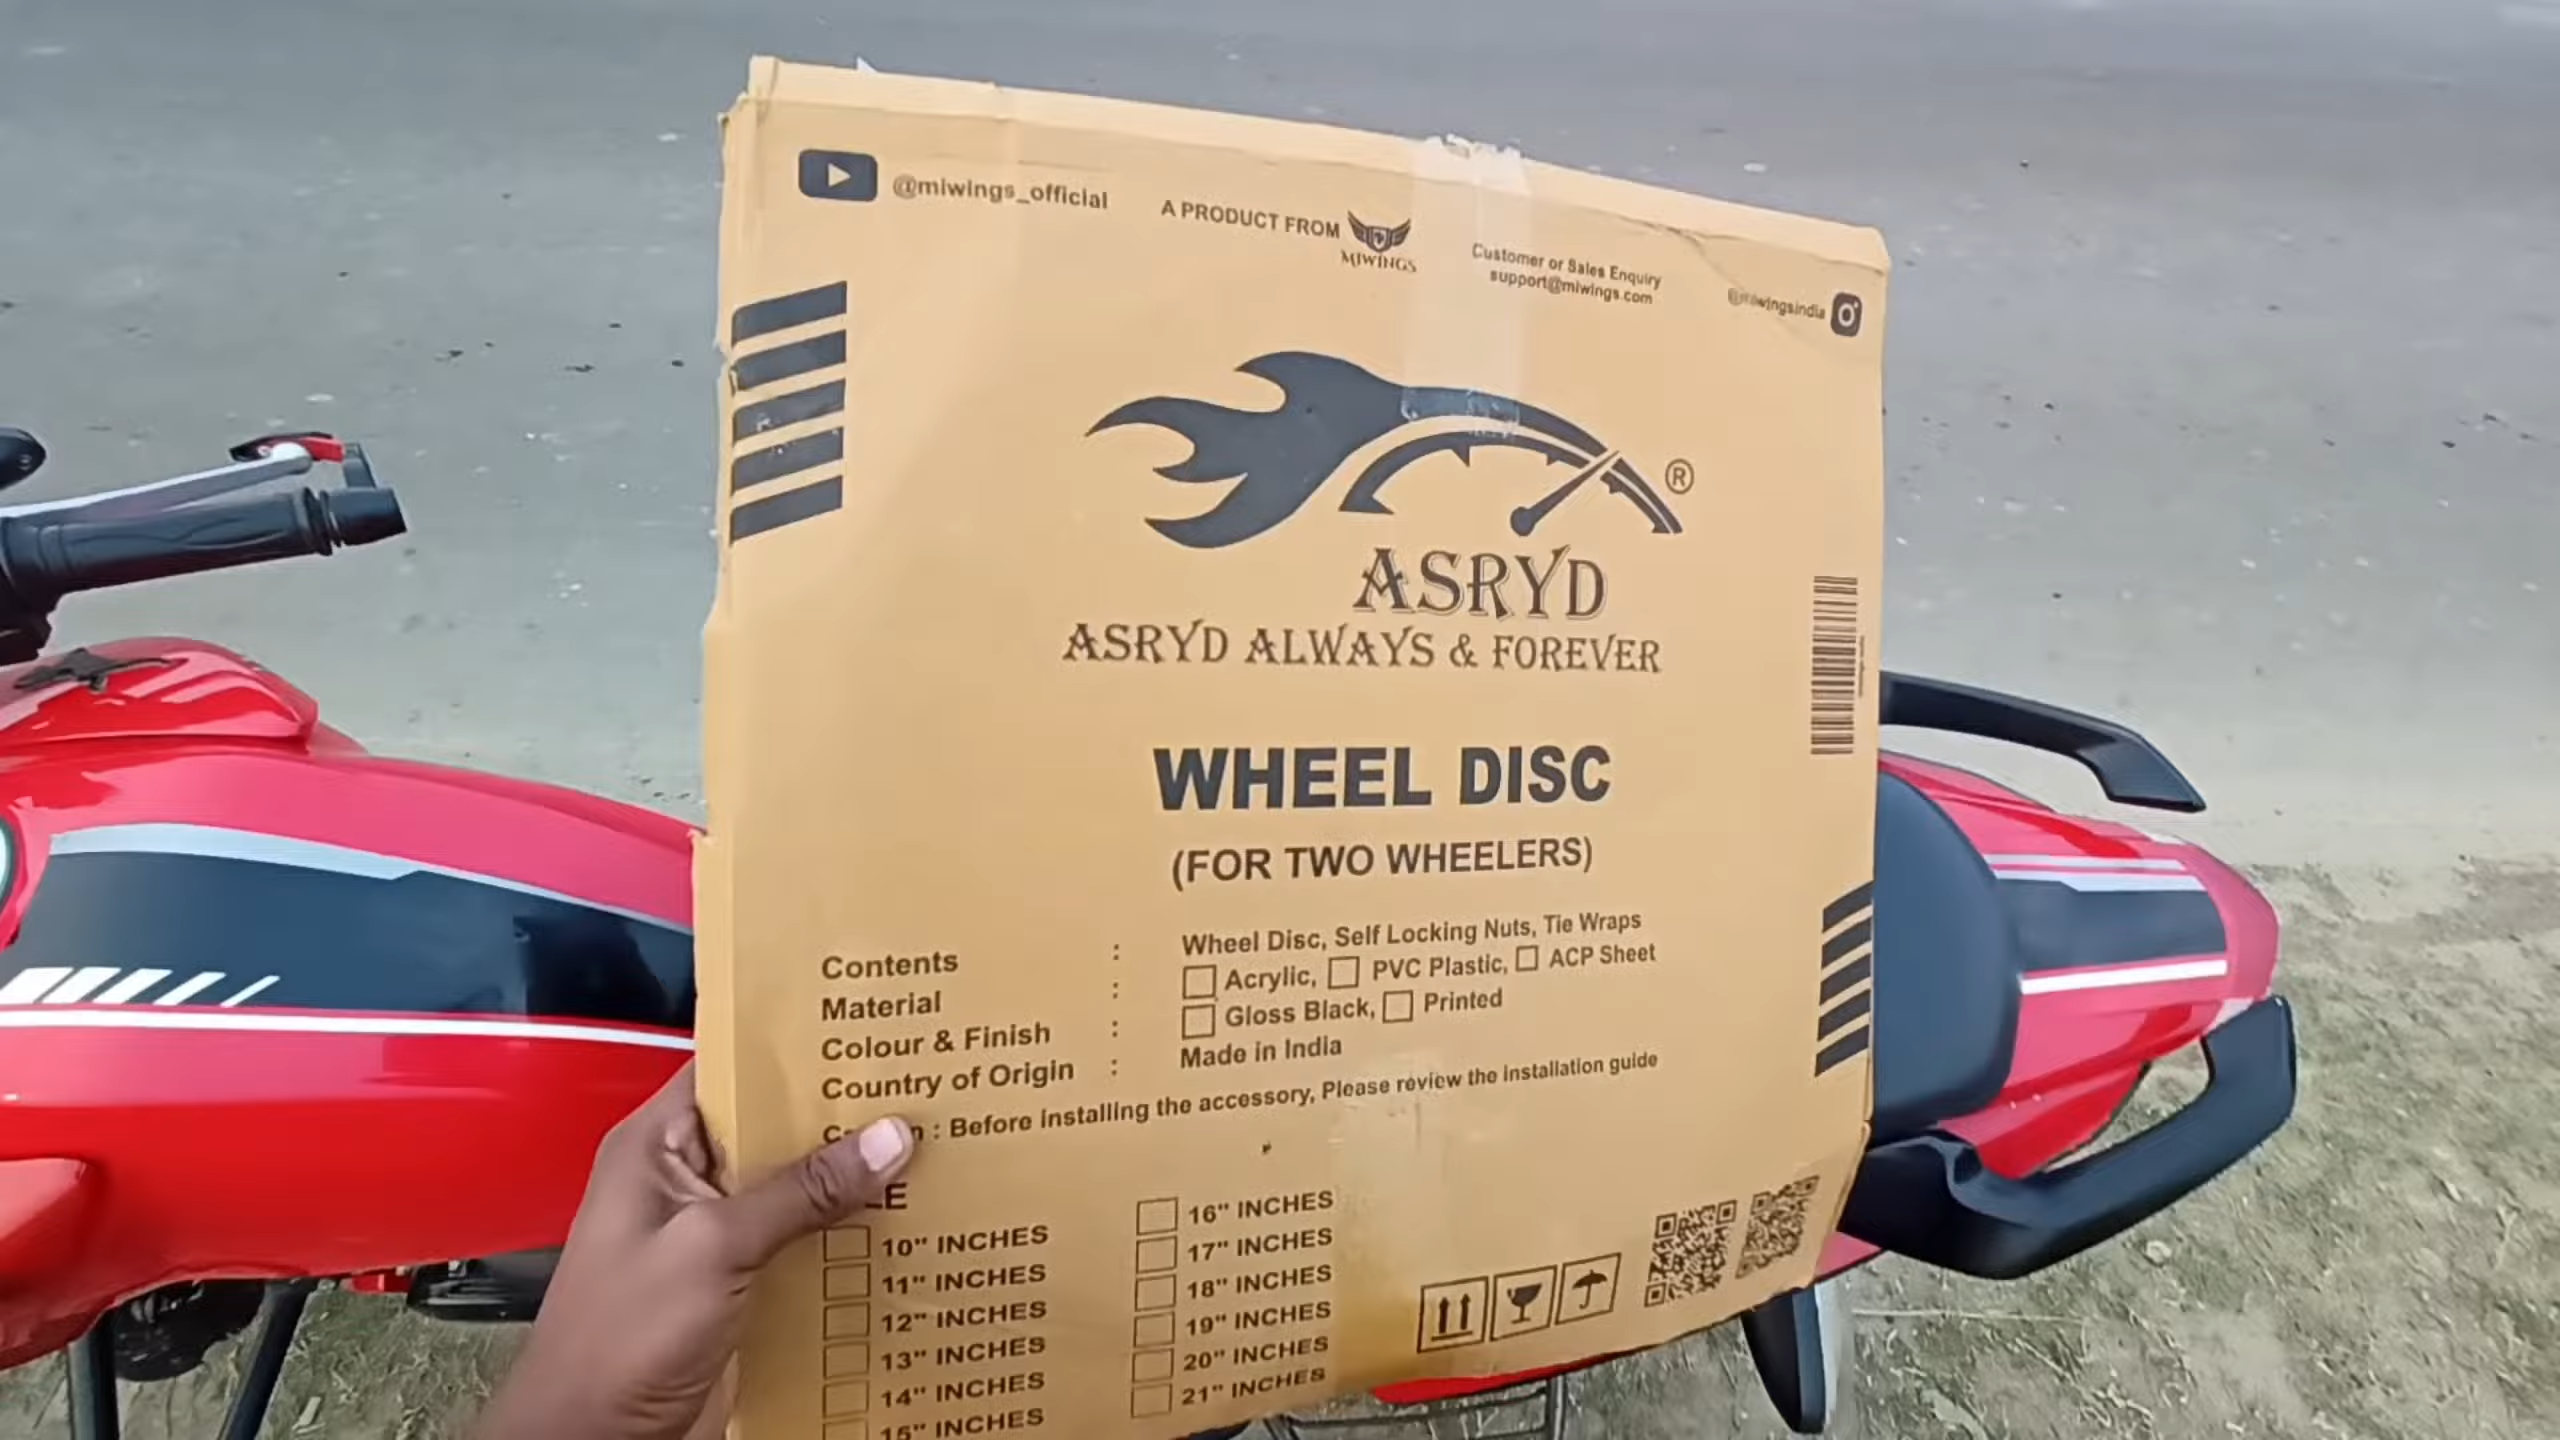 @miwings_official
A PRODUCT FROM
MIWINGS
Customer or Sales Enquiry
support@miwings.com
@miwingsindia
®
ASRYD
ASRYD ALWAYS & FOREVER
WHEEL DISC
(FOR TWO WHEELERS)
Contents : Wheel Disc, Self Locking Nuts, Tie Wraps
Material : Acrylic, PVC Plastic, ACP Sheet
Colour & Finish : Gloss Black, Printed
Country of Origin : Made in India
: Before installing the accessory, Please review the installation guide
10" INCHES
11" INCHES
12" INCHES
13" INCHES
14" INCHES
15" INCHES
16" INCHES
17" INCHES
18" INCHES
19" INCHES
20" INCHES
21" INCHES